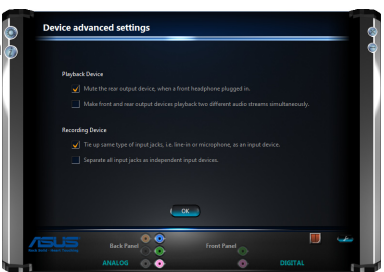 Device advanced settings
Playback Device
Mute the rear output device, when a front headphone plugged in.
Make front and rear output devices playback two different audio streams simultaneously.
Recording Device
Tie up same type of input jacks, i.e. line-in or microphone, as an input device.
Separate all input jacks as independent input devices.
OK
ASUS
Back Panel
Front Panel
ANALOG
DIGITAL